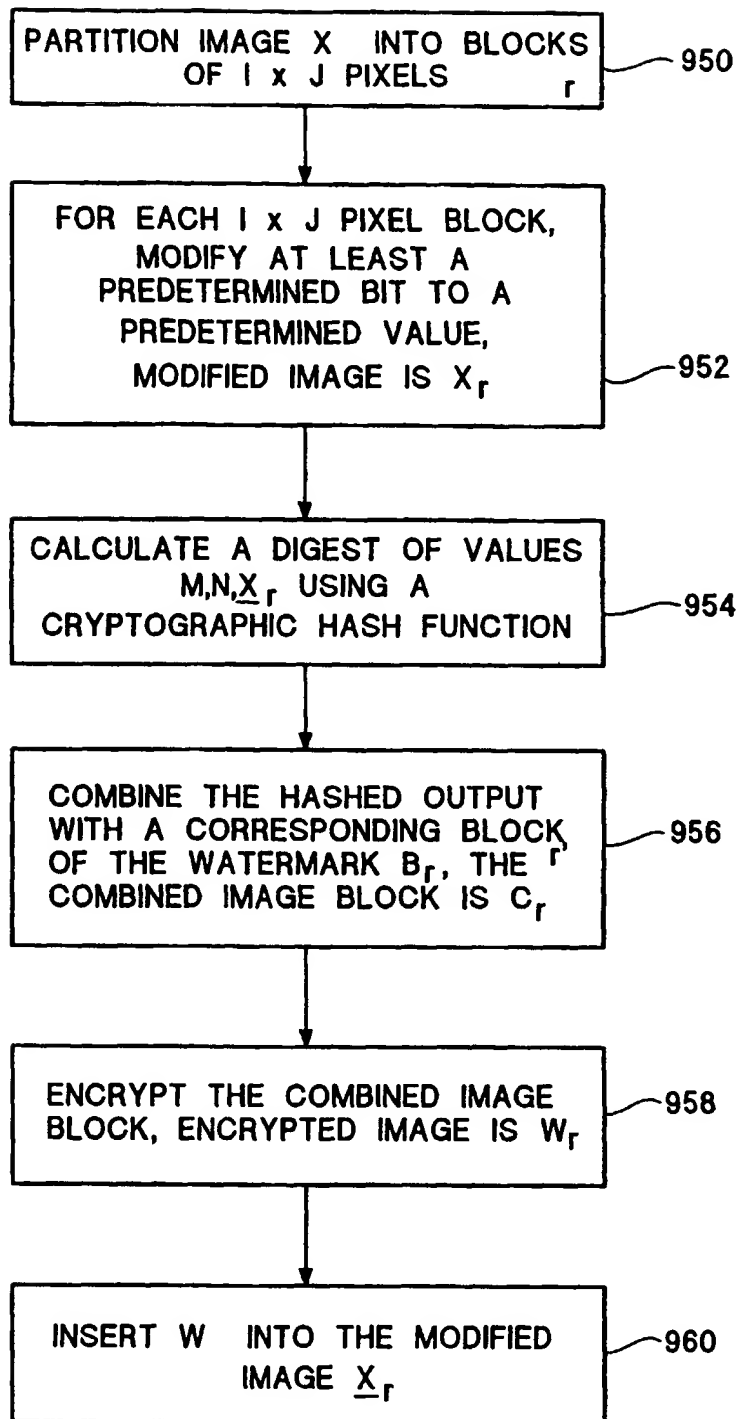 PARTITION IMAGE X INTO BLOCKS
OF I x J PIXELS r
950
FOR EACH I x J PIXEL BLOCK,
MODIFY AT LEAST A
PREDETERMINED BIT TO A
PREDETERMINED VALUE,
MODIFIED IMAGE IS Xr
952
CALCULATE A DIGEST OF VALUES
M,N,Xr USING A
CRYPTOGRAPHIC HASH FUNCTION
954
COMBINE THE HASHED OUTPUT
WITH A CORRESPONDING BLOCK
OF THE WATERMARK Br, THE r,
COMBINED IMAGE BLOCK IS Cr
956
ENCRYPT THE COMBINED IMAGE
BLOCK, ENCRYPTED IMAGE IS Wr
958
INSERT W INTO THE MODIFIED
IMAGE Xr
960